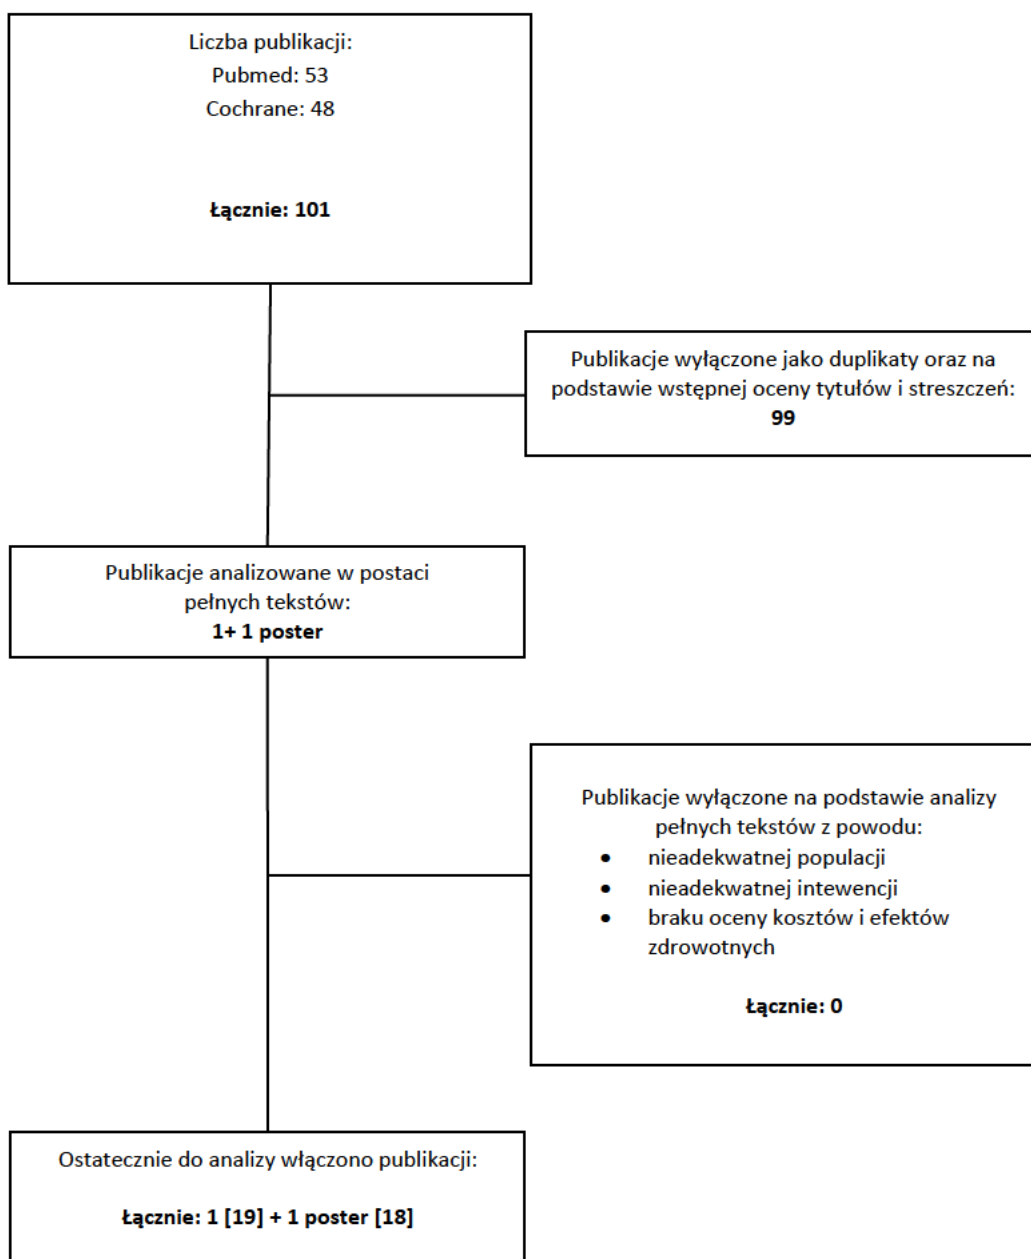 Liczba publikacji:
Pubmed: 53
Cochrane: 48
Łącznie: 101
Publikacje wyłączone jako duplikaty oraz na
podstawie wstępnej oceny tytułów i streszczeń:
99
Publikacje analizowane w postaci
pełnych tekstów:
1+ 1 poster
Publikacje wyłączone na podstawie analizy
pełnych tekstów z powodu:
• nieadekwatnej populacji
• nieadekwatnej intewencji
• braku oceny kosztów i efektów
zdrowotnych
Łącznie: 0
Ostatecznie do analizy włączono publikacji:
Łącznie: 1 [19] + 1 poster [18]